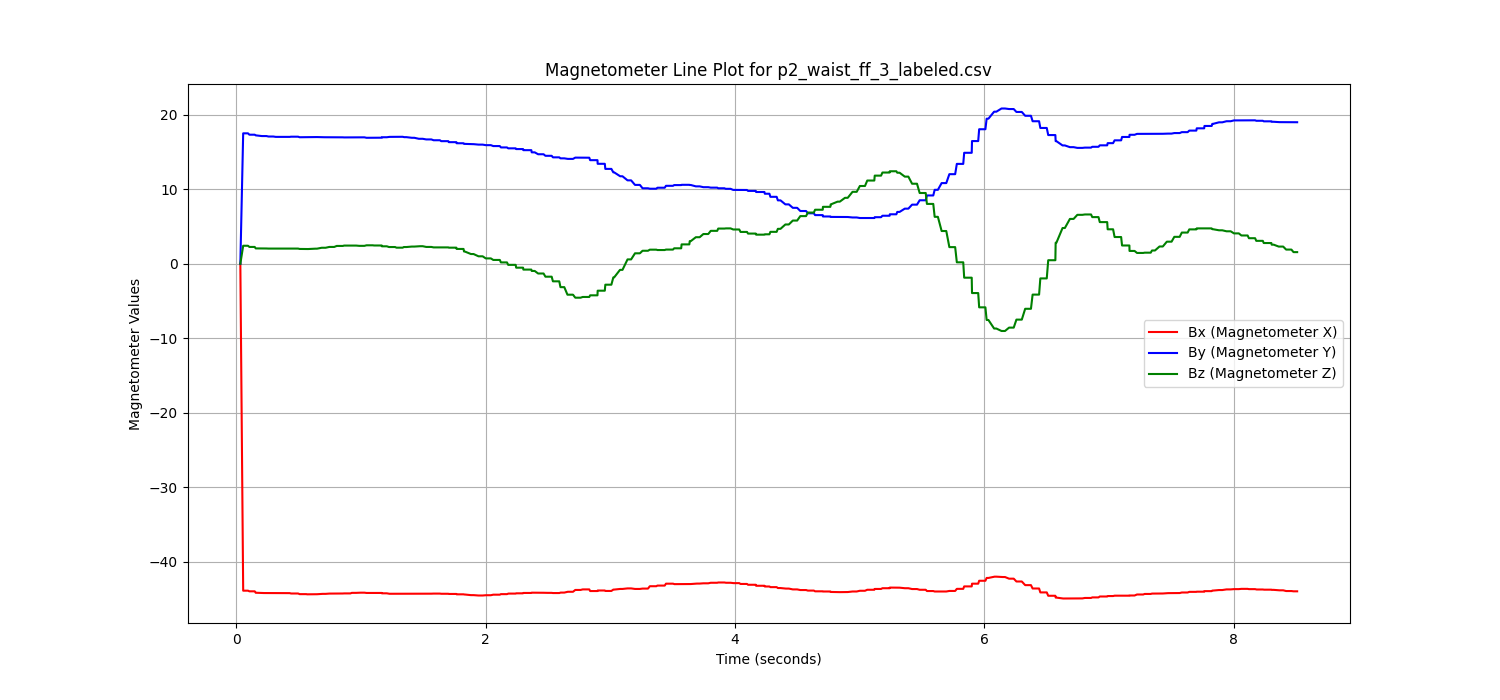 Magnetometer Line Plot for p2_waist_ff_3_labeled.csv
Magnetometer Values
20
10
0
−10
−20
−30
−40
Bx (Magnetometer X)
By (Magnetometer Y)
Bz (Magnetometer Z)
0 2 4 6 8
Time (seconds)